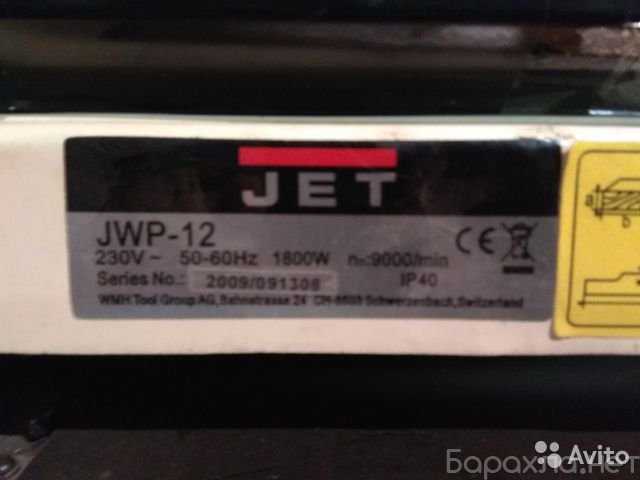 JET
JWP-12
230V ~ 50-60Hz 1800W n₀:9000/min
Series No.: 2009/091308 IP40
WMH Tool Group AG, Bahnstrasse 24 CH-8603 Schwerzenbach, Switzerland
a
b
Avito
Барахла.нет